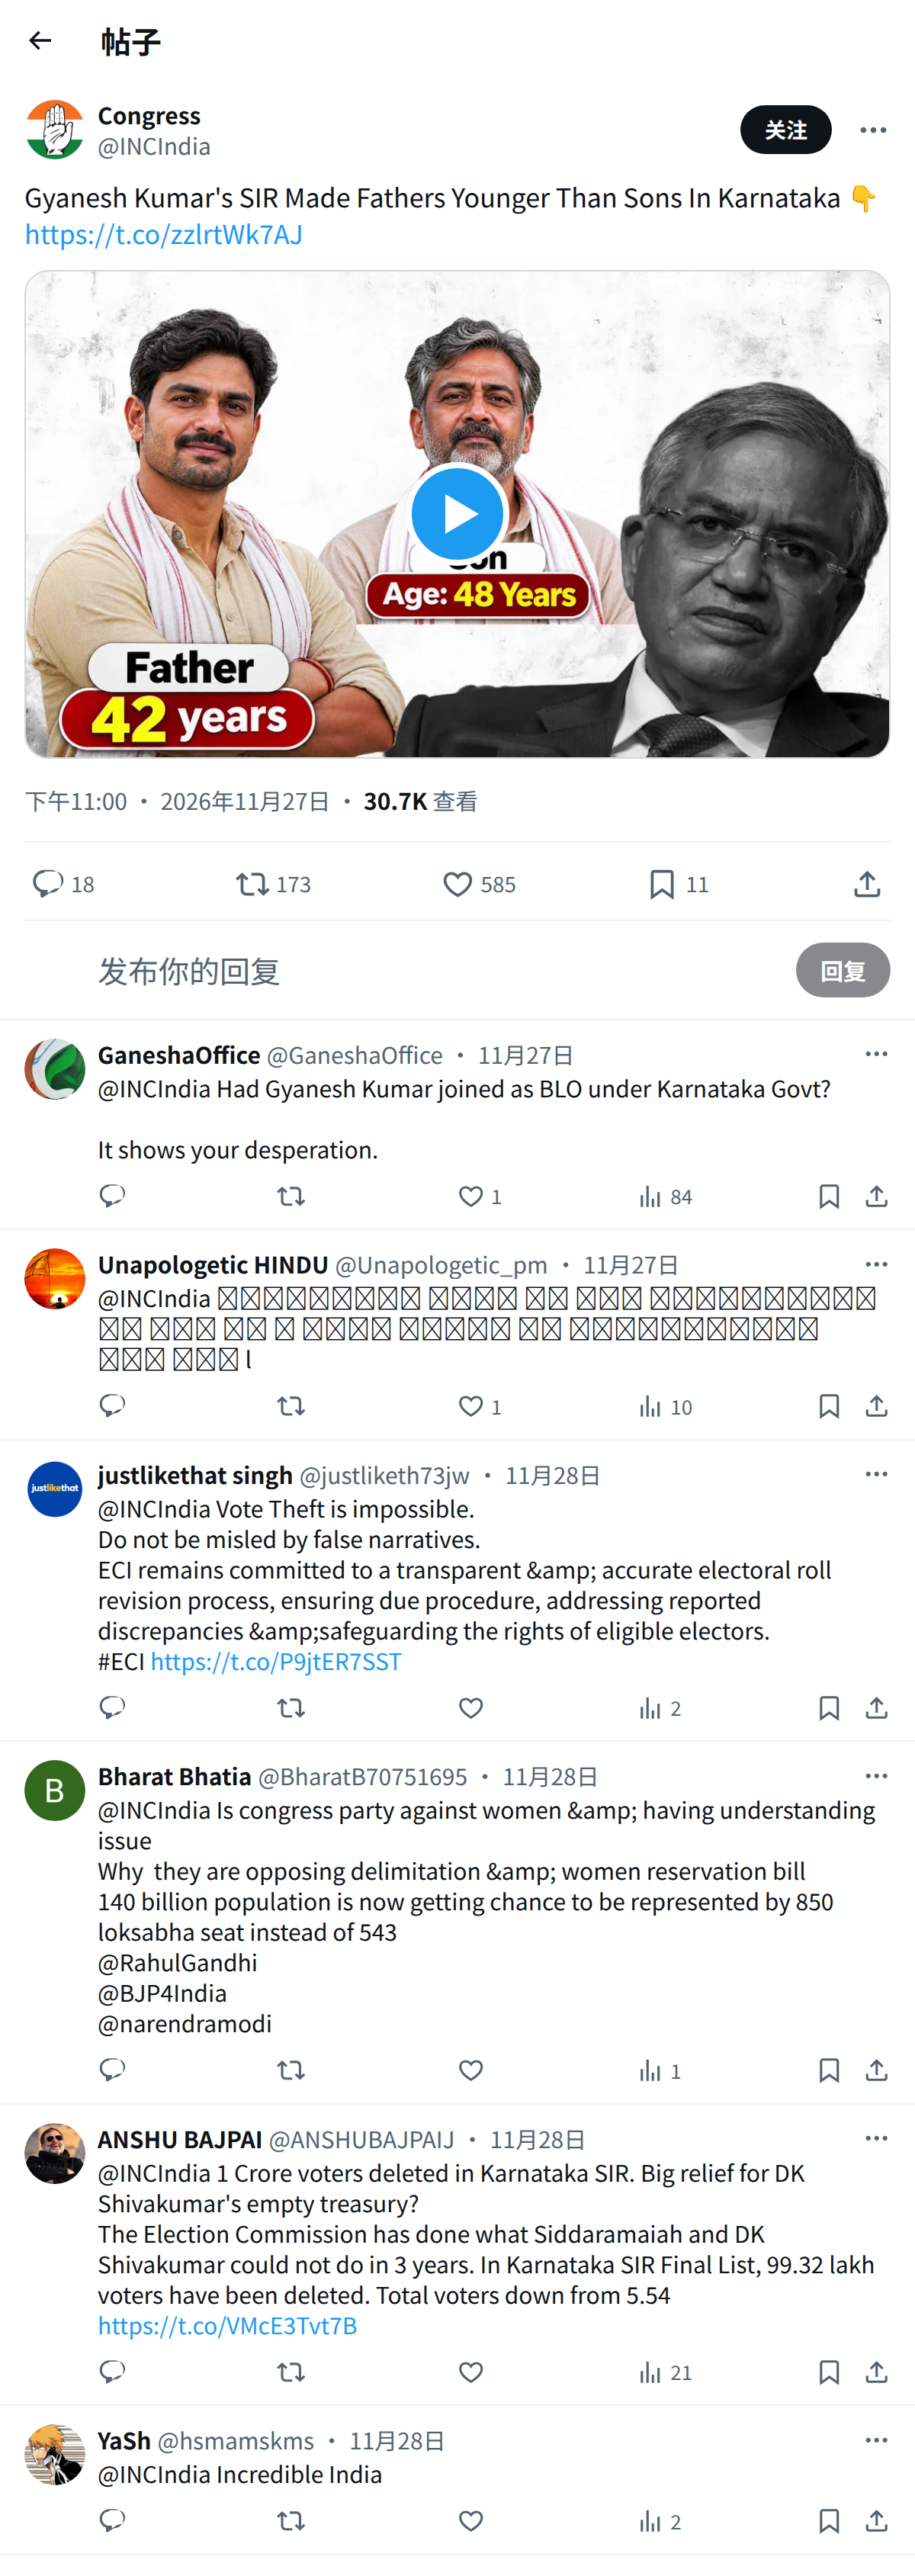 帖子
Congress
@INCIndia
关注
Gyanesh Kumar's SIR Made Fathers Younger Than Sons In Karnataka 👇
https://t.co/zzlrtWk7AJ
Age: 48 Years
Father
42 years
下午11:00 · 2026年11月27日 · 30.7K 查看
18 173 585 11
发布你的回复
回复
GaneshaOffice @GaneshaOffice · 11月27日
@INCIndia Had Gyanesh Kumar joined as BLO under Karnataka Govt?
It shows your desperation.
1 84
Unapologetic HINDU @Unapologetic_pm · 11月27日
@INCIndia
1 10
justlikethat
justlikethat singh @justliketh73jw · 11月28日
@INCIndia Vote Theft is impossible.
Do not be misled by false narratives.
ECI remains committed to a transparent &amp; accurate electoral roll
revision process, ensuring due procedure, addressing reported
discrepancies &amp;safeguarding the rights of eligible electors.
#ECI https://t.co/P9jtER7SST
2
B
Bharat Bhatia @BharatB70751695 · 11月28日
@INCIndia Is congress party against women &amp; having understanding
issue
Why  they are opposing delimitation &amp; women reservation bill
140 billion population is now getting chance to be represented by 850
loksabha seat instead of 543
@RahulGandhi
@BJP4India
@narendramodi
1
ANSHU BAJPAI @ANSHUBAJPAIJ · 11月28日
@INCIndia 1 Crore voters deleted in Karnataka SIR. Big relief for DK
Shivakumar's empty treasury?
The Election Commission has done what Siddaramaiah and DK
Shivakumar could not do in 3 years. In Karnataka SIR Final List, 99.32 lakh
voters have been deleted. Total voters down from 5.54
https://t.co/VMcE3Tvt7B
21
YaSh @hsmamskms · 11月28日
@INCIndia Incredible India
2